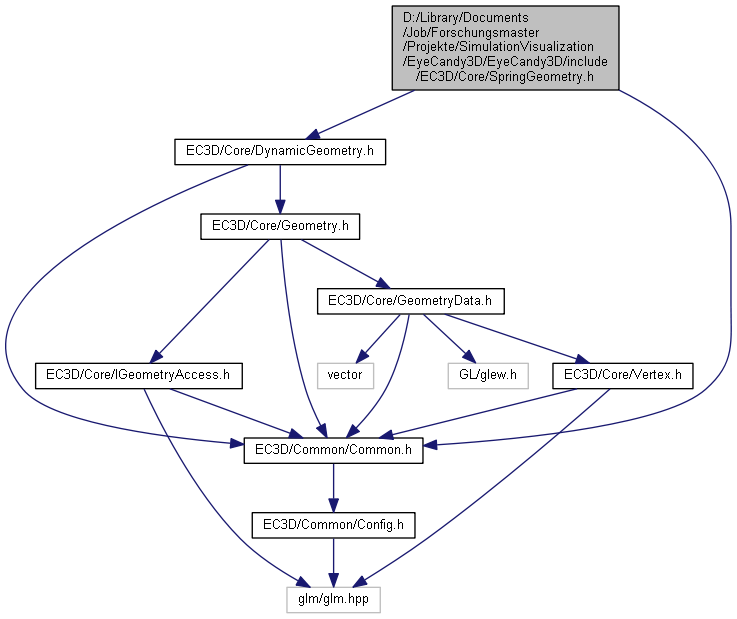 D:/Library/Documents
/Job/Forschungsmaster
/Projekte/SimulationVisualization
/EyeCandy3D/EyeCandy3D/include
/EC3D/Core/SpringGeometry.h
EC3D/Core/DynamicGeometry.h
EC3D/Core/Geometry.h
EC3D/Core/GeometryData.h
EC3D/Core/IGeometryAccess.h
vector
GL/glew.h
EC3D/Core/Vertex.h
EC3D/Common/Common.h
EC3D/Common/Config.h
glm/glm.hpp